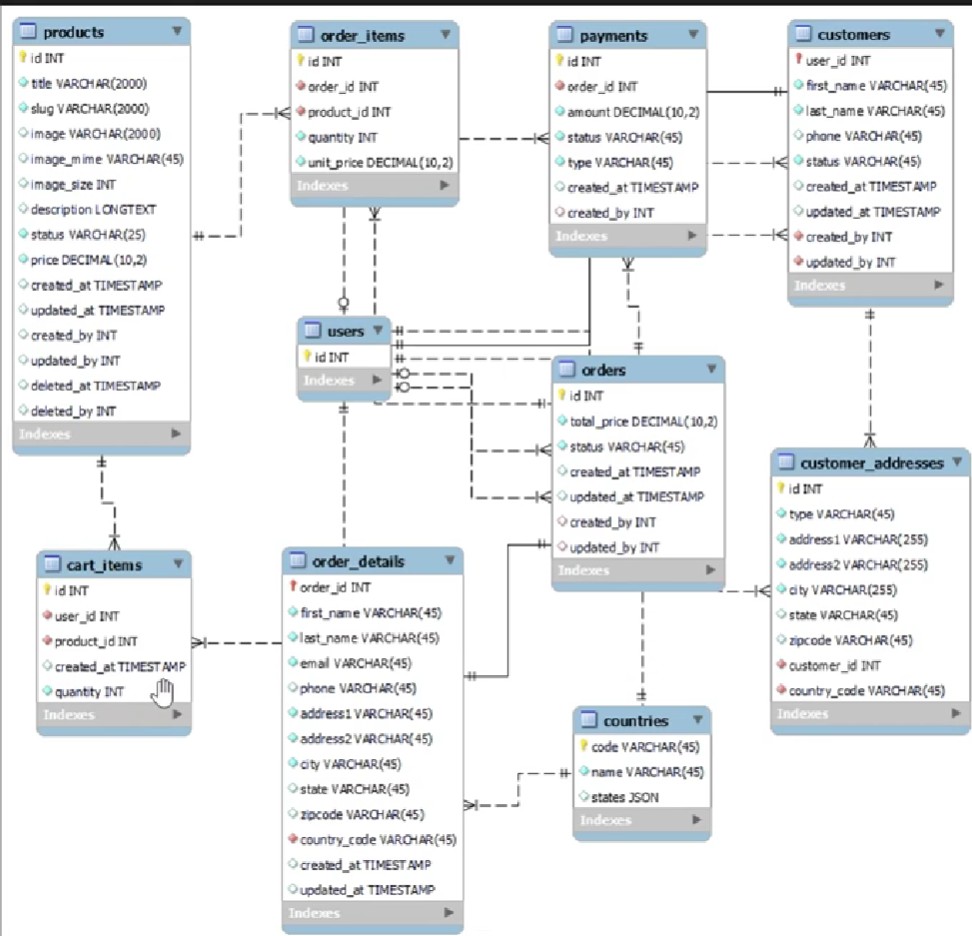 products
id INT
title VARCHAR(2000)
slug VARCHAR(2000)
image VARCHAR(2000)
image_mime VARCHAR(45)
image_size INT
description LONGTEXT
status VARCHAR(25)
price DECIMAL(10,2)
created_at TIMESTAMP
updated_at TIMESTAMP
created_by INT
updated_by INT
deleted_at TIMESTAMP
deleted_by INT
Indexes
order_items
id INT
order_id INT
product_id INT
quantity INT
unit_price DECIMAL(10,2)
Indexes
payments
id INT
order_id INT
amount DECIMAL(10,2)
status VARCHAR(45)
type VARCHAR(45)
created_at TIMESTAMP
created_by INT
Indexes
customers
user_id INT
first_name VARCHAR(45)
last_name VARCHAR(45)
phone VARCHAR(45)
status VARCHAR(45)
created_at TIMESTAMP
updated_at TIMESTAMP
created_by INT
updated_by INT
Indexes
users
id INT
Indexes
orders
id INT
total_price DECIMAL(10,2)
status VARCHAR(45)
created_at TIMESTAMP
updated_at TIMESTAMP
created_by INT
updated_by INT
Indexes
customer_addresses
id INT
type VARCHAR(45)
address1 VARCHAR(255)
address2 VARCHAR(255)
city VARCHAR(255)
state VARCHAR(45)
zipcode VARCHAR(45)
customer_id INT
country_code VARCHAR(45)
Indexes
cart_items
id INT
user_id INT
product_id INT
created_at TIMESTAMP
quantity INT
Indexes
order_details
order_id INT
first_name VARCHAR(45)
last_name VARCHAR(45)
email VARCHAR(45)
phone VARCHAR(45)
address1 VARCHAR(45)
address2 VARCHAR(45)
city VARCHAR(45)
state VARCHAR(45)
zipcode VARCHAR(45)
country_code VARCHAR(45)
created_at TIMESTAMP
updated_at TIMESTAMP
Indexes
countries
code VARCHAR(45)
name VARCHAR(45)
states JSON
Indexes